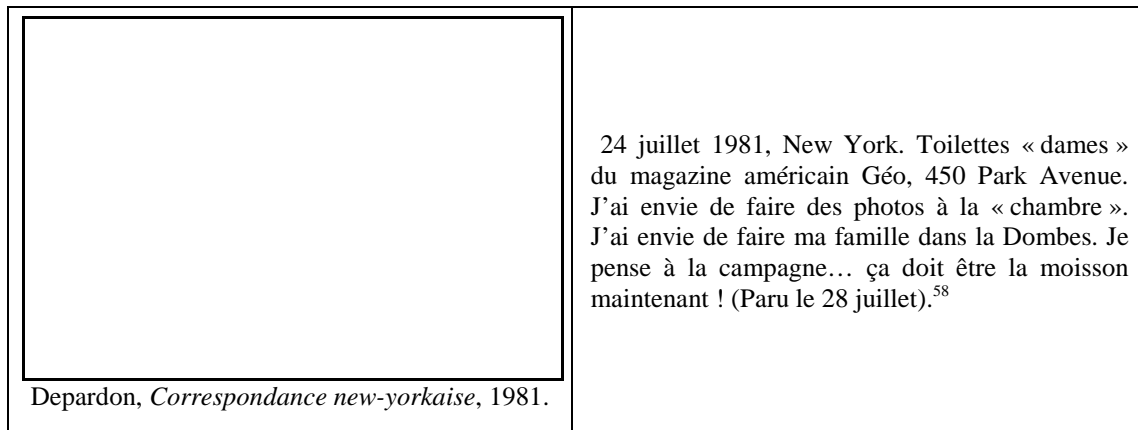 Depardon, Correspondance new-yorkaise, 1981.
24 juillet 1981, New York. Toilettes « dames »
du magazine américain Géo, 450 Park Avenue.
J’ai envie de faire des photos à la « chambre ».
J’ai envie de faire ma famille dans la Dombes. Je
pense à la campagne… ça doit être la moisson
maintenant ! (Paru le 28 juillet).58